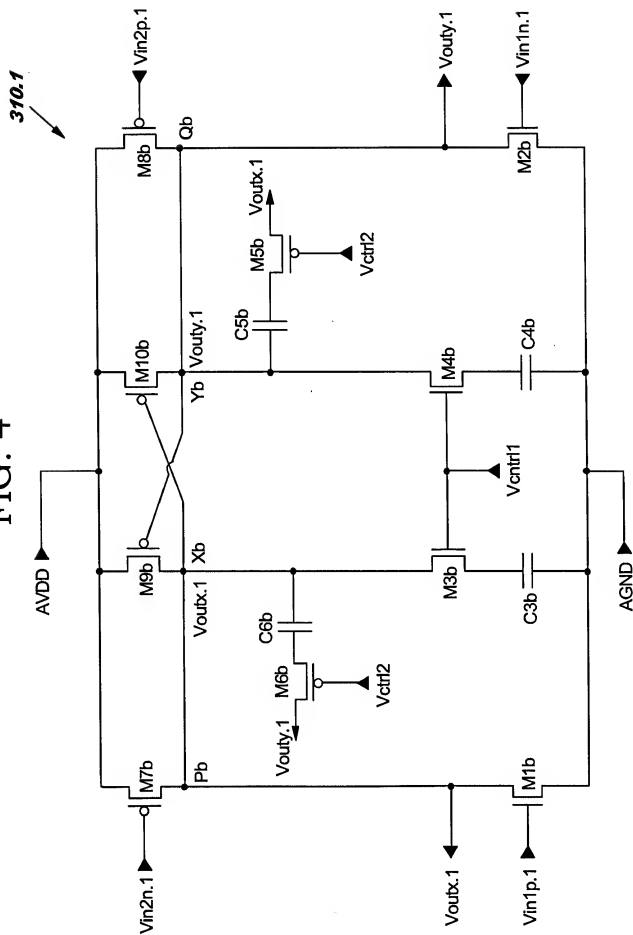 FIG. 4
310.1
AVDD
Vin2n.1
M7b
M9b
M10b
M8b
Vin2p.1
Pb
Xb
Yb
Qb
Voutx.1
Vouty.1
Vouty.1
M6b
C6b
Vctrl2
C5b
M5b
Voutx.1
Vctrl2
Voutx.1
Vouty.1
M3b
M4b
Vcntrl1
Vin1p.1
M1b
C3b
C4b
M2b
Vin1n.1
AGND